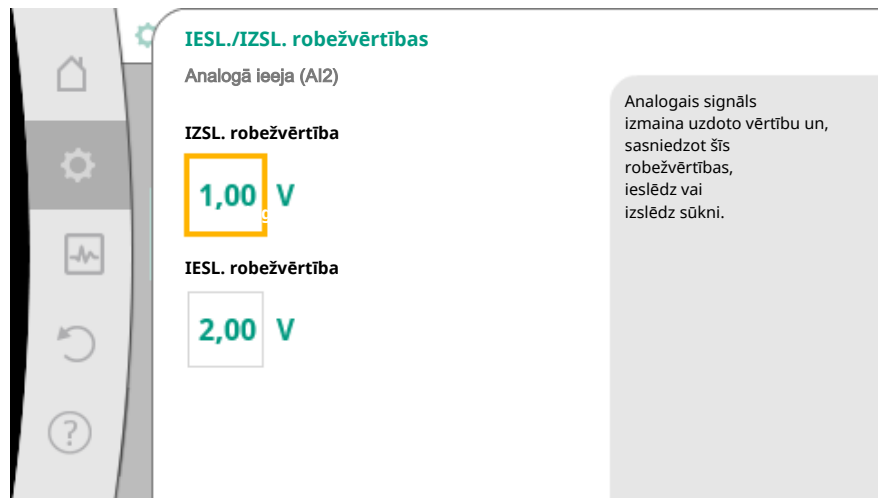 IESL./IZSL. robežvērtības
Analogā ieeja (AI2)
IZSL. robežvērtība
1,00 V
IESL. robežvērtība
2,00 V
Analogais signāls
izmaina uzdoto vērtību un,
sasniedzot šīs
robežvērtības,
ieslēdz vai
izslēdz sūkni.
?